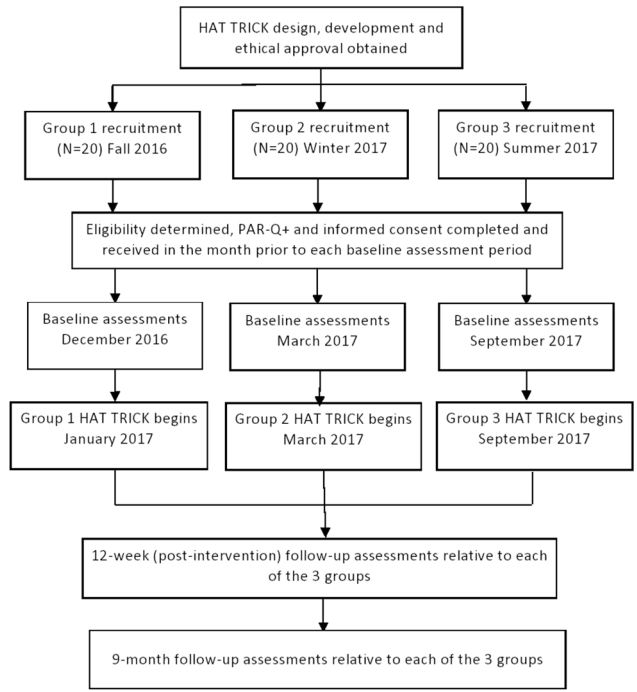 HAT TRICK design, development and
ethical approval obtained
Group 1 recruitment
(N=20) Fall 2016
Group 2 recruitment
(N=20) Winter 2017
Group 3 recruitment
(N=20) Summer 2017
Eligibility determined, PAR-Q+ and informed consent completed and
received in the month prior to each baseline assessment period
Baseline assessments
December 2016
Baseline assessments
March 2017
Baseline assessments
September 2017
Group 1 HAT TRICK begins
January 2017
Group 2 HAT TRICK begins
March 2017
Group 3 HAT TRICK begins
September 2017
12-week (post-intervention) follow-up assessments relative to each
of the 3 groups
9-month follow-up assessments relative to each of the 3 groups